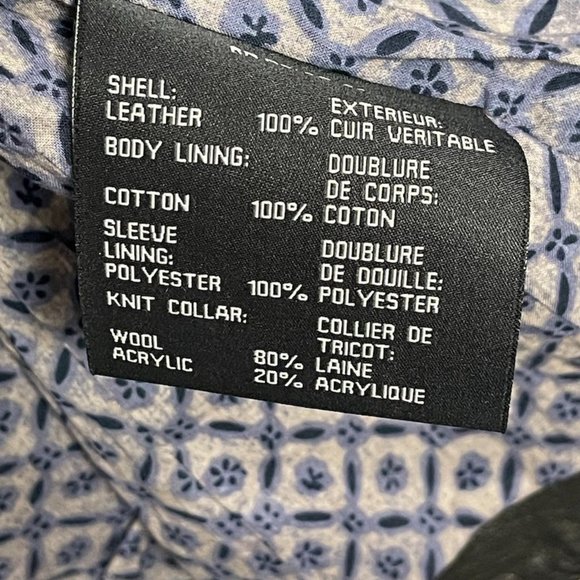 SHELL:
LEATHER 100%
BODY LINING:
COTTON 100%
SLEEVE
LINING:
POLYESTER 100%
KNIT COLLAR:
WOOL 80%
ACRYLIC 20%
EXTERIEUR:
CUIR VERITABLE
DOUBLURE
DE CORPS:
COTON
DOUBLURE
DE DOUILLE:
POLYESTER
COLLIER DE
TRICOT:
LAINE
ACRYLIQUE